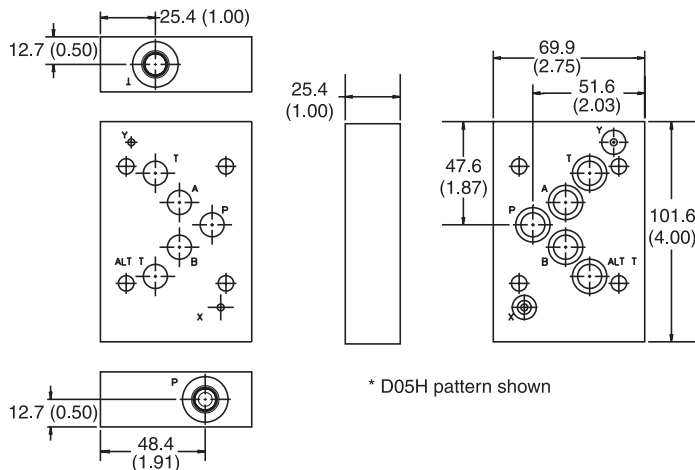 25.4 (1.00)
12.7 (0.50)
T
Y
T
A
P
B
ALT T
X
P
12.7 (0.50)
48.4
(1.91)
25.4
(1.00)
69.9
(2.75)
51.6
(2.03)
47.6
(1.87)
101.6
(4.00)
Y
T
A
P
B
ALT T
X
* D05H pattern shown